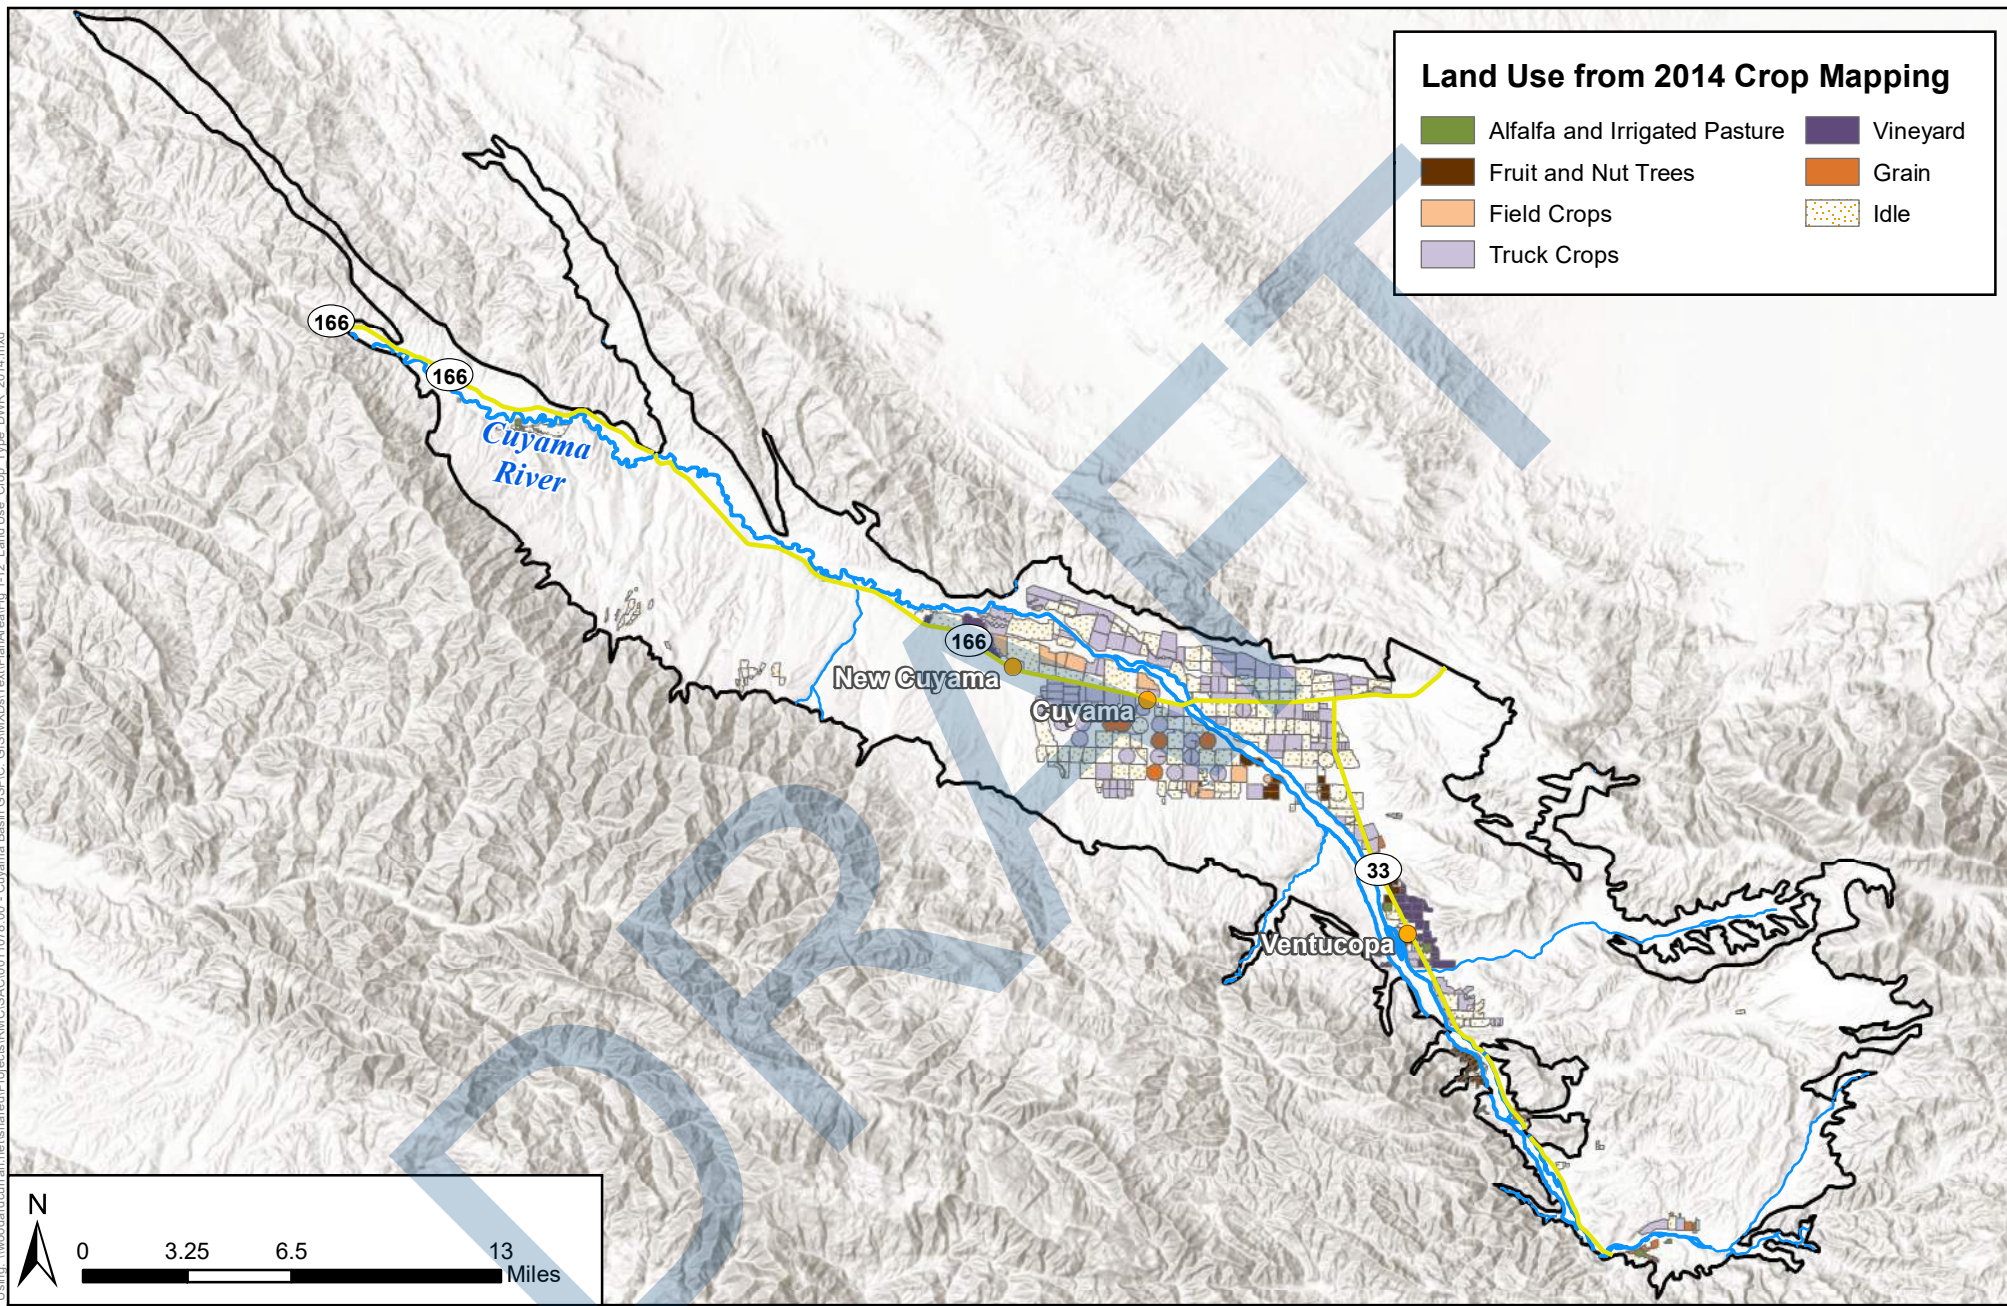 Land Use from 2014 Crop Mapping
Alfalfa and Irrigated Pasture
Vineyard
Fruit and Nut Trees
Grain
Field Crops
Idle
Truck Crops
166
166
Cuyama
River
166
New Cuyama
Cuyama
33
Ventucopa
DRAFT
N
0 3.25 6.5 13
Miles